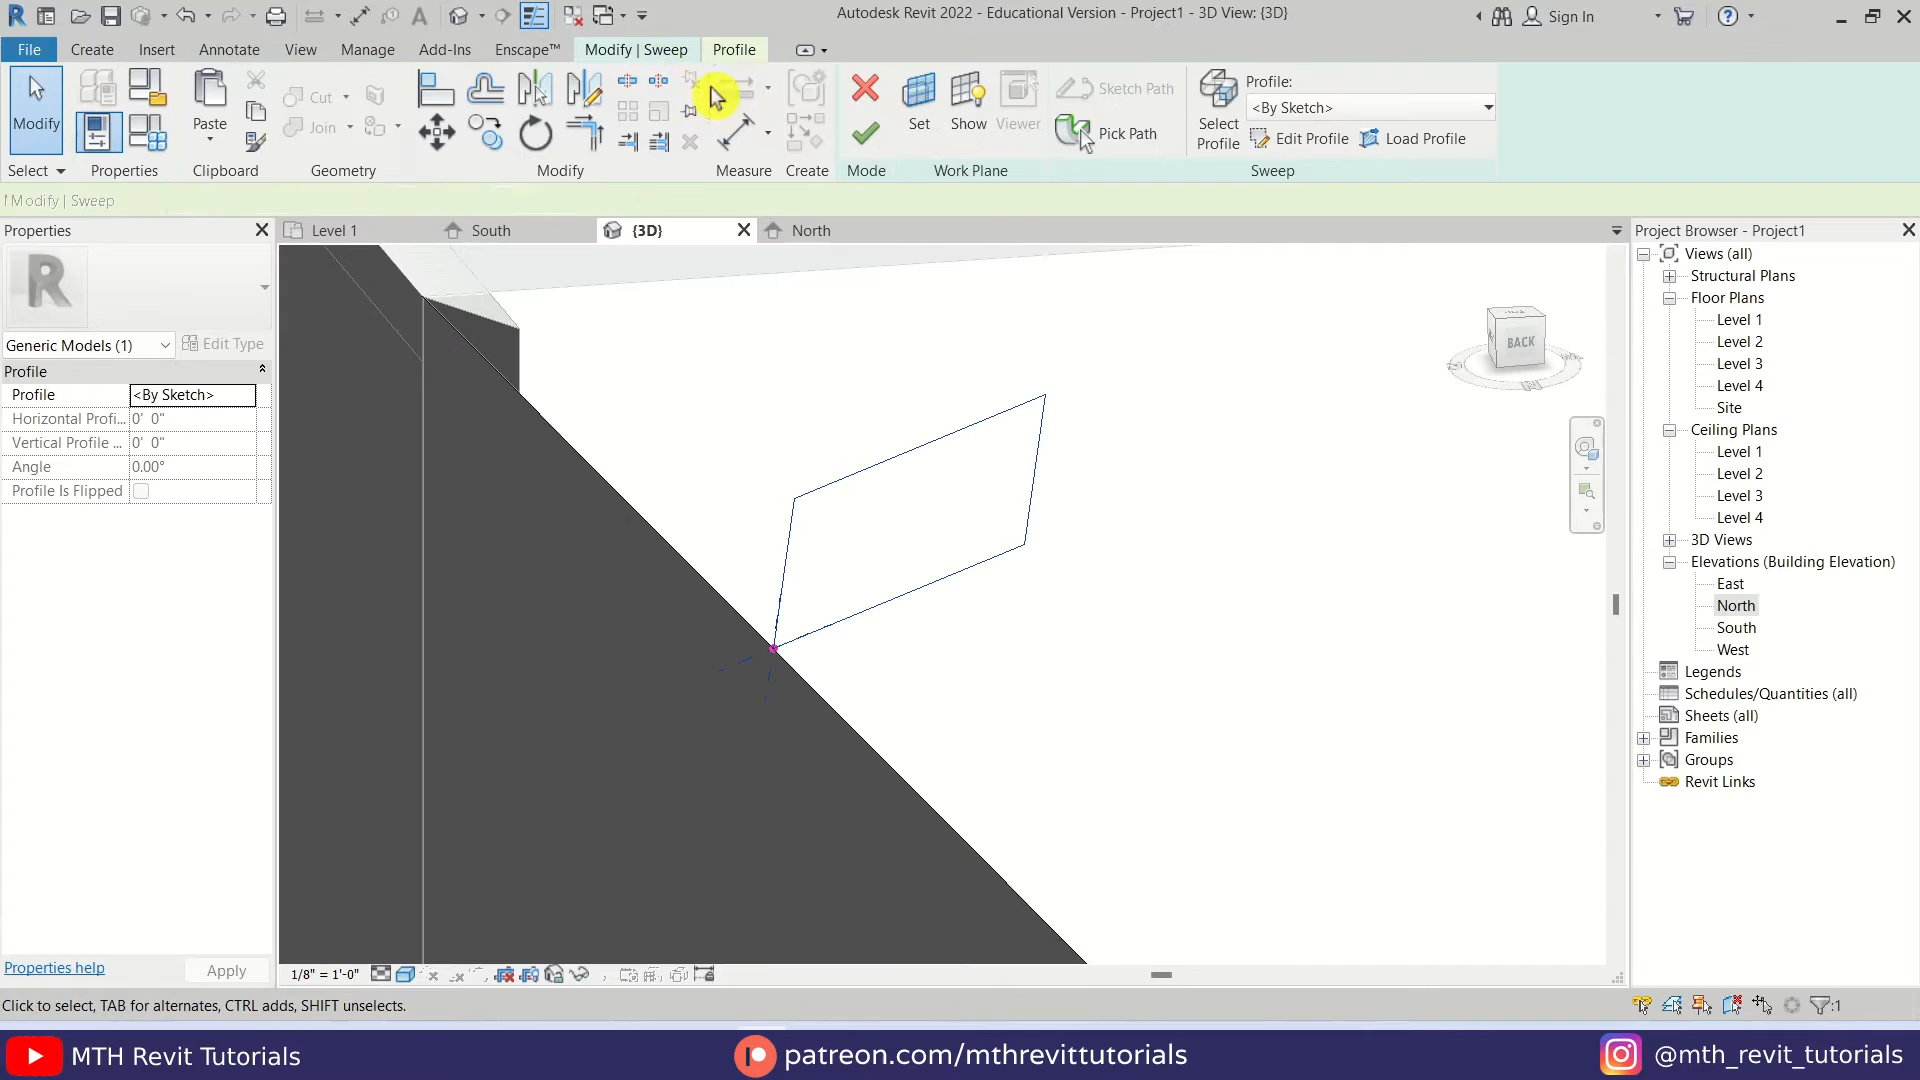 Autodesk Revit 2022 - Educational Version - Project1 - 3D View: {3D}
Sign In
File Create Insert Annotate View Manage Add-Ins Enscape™ Modify | Sweep Profile
Modify
Paste
Cut
Join
Set
Show
Viewer
Sketch Path
Pick Path
Select Profile
Profile:
<By Sketch>
Edit Profile
Load Profile
Select Properties Clipboard Geometry Modify Measure Create Mode Work Plane Sweep
Modify | Sweep
Properties
Level 1
South
{3D}
North
Project Browser - Project1
R
Generic Models (1)
Edit Type
Profile
Profile <By Sketch>
Horizontal Profi... 0' 0"
Vertical Profile ... 0' 0"
Angle 0.00°
Profile Is Flipped
BACK
Views (all)
Structural Plans
Floor Plans
Level 1
Level 2
Level 3
Level 4
Site
Ceiling Plans
Level 1
Level 2
Level 3
Level 4
3D Views
Elevations (Building Elevation)
East
North
South
West
Legends
Schedules/Quantities (all)
Sheets (all)
Families
Groups
Revit Links
Properties help
Apply
1/8" = 1'-0"
Click to select, TAB for alternates, CTRL adds, SHIFT unselects.
:1
MTH Revit Tutorials
patreon.com/mthrevittutorials
@mth_revit_tutorials